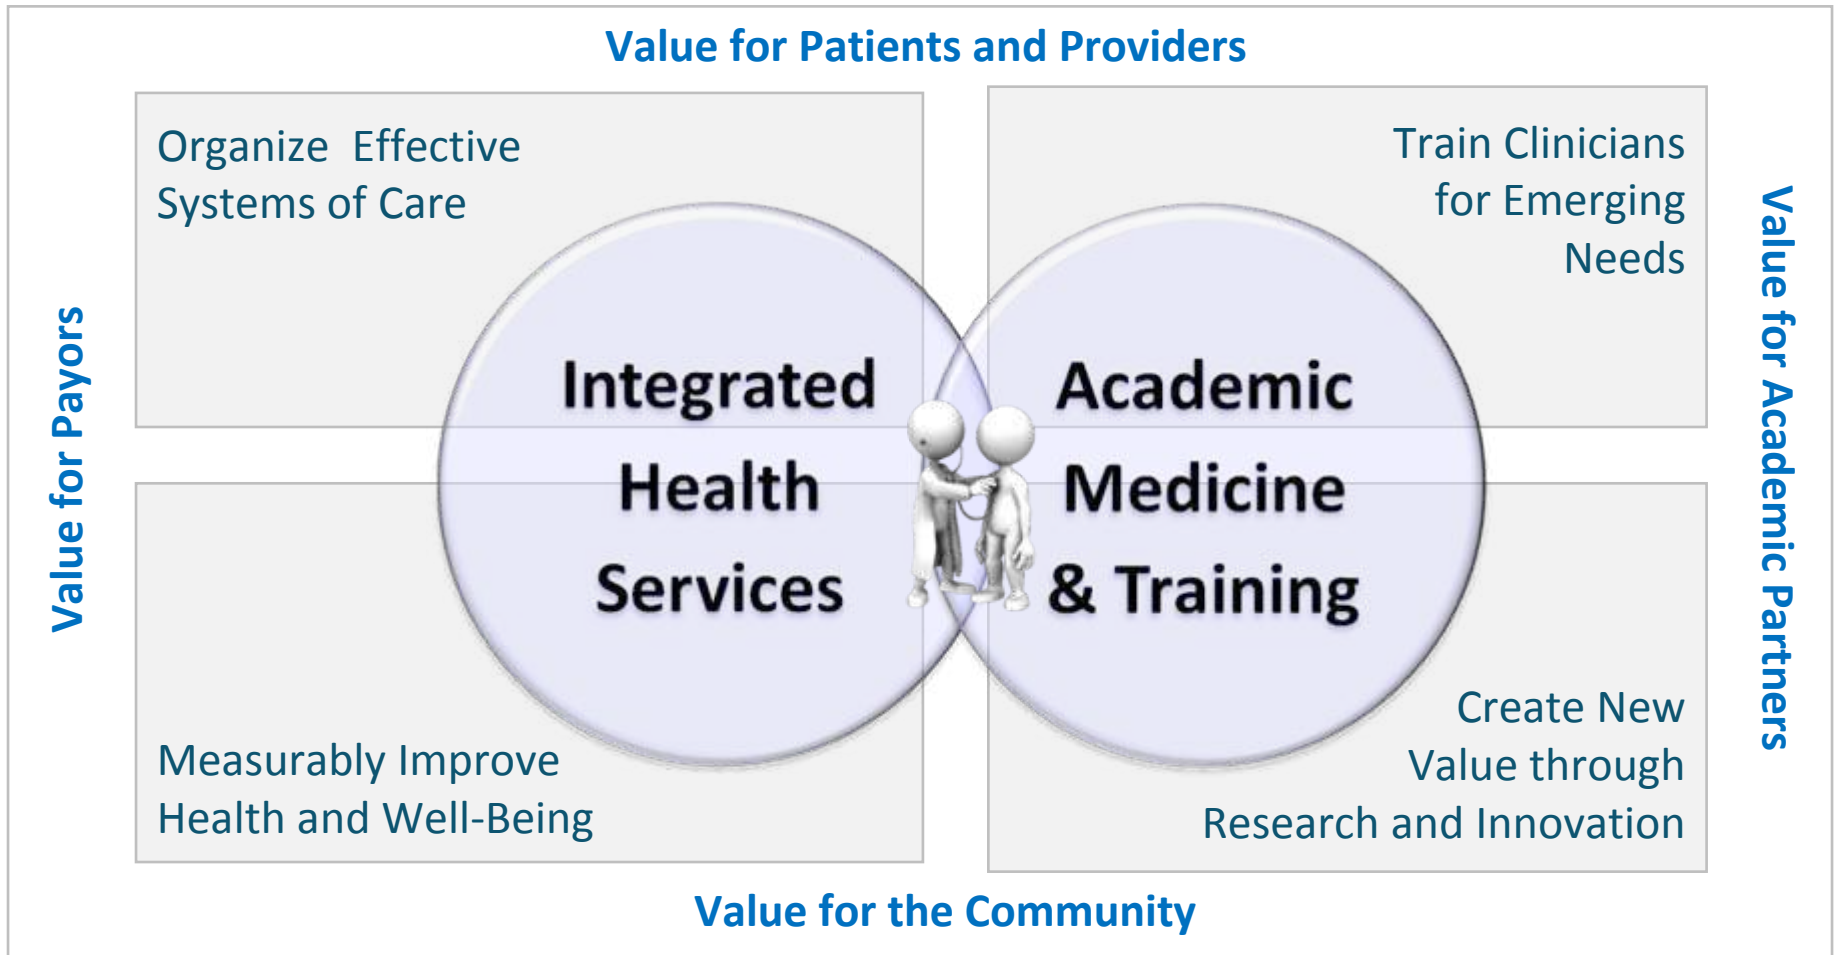 Value for Patients and Providers
Organize Effective
Systems of Care
Train Clinicians
for Emerging
Needs
Value for Payors
Integrated
Health
Services
Academic
Medicine
& Training
Value for Academic Partners
Measurably Improve
Health and Well-Being
Create New
Value through
Research and Innovation
Value for the Community